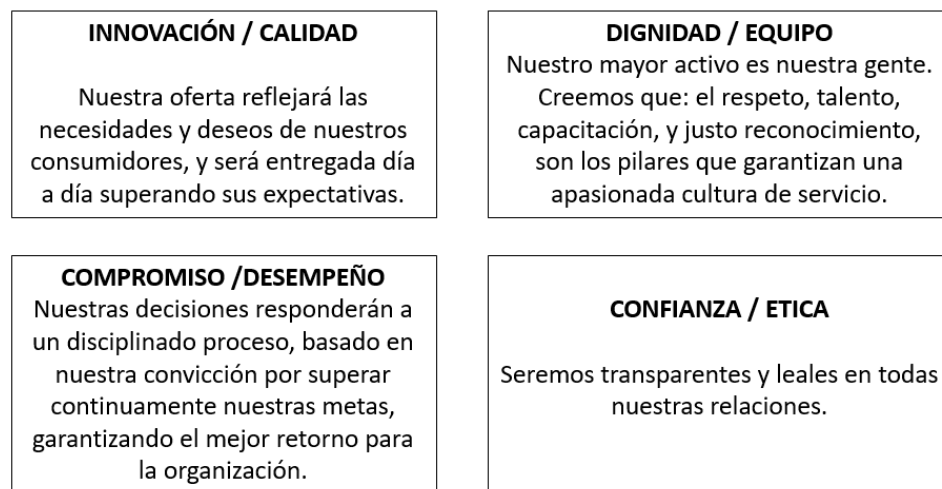 INNOVACIÓN / CALIDAD
Nuestra oferta reflejará las
necesidades y deseos de nuestros
consumidores, y será entregada día
a día superando sus expectativas.
DIGNIDAD / EQUIPO
Nuestro mayor activo es nuestra gente.
Creemos que: el respeto, talento,
capacitación, y justo reconocimiento,
son los pilares que garantizan una
apasionada cultura de servicio.
COMPROMISO /DESEMPEÑO
Nuestras decisiones responderán a
un disciplinado proceso, basado en
nuestra convicción por superar
continuamente nuestras metas,
garantizando el mejor retorno para
la organización.
CONFIANZA / ETICA
Seremos transparentes y leales en todas
nuestras relaciones.